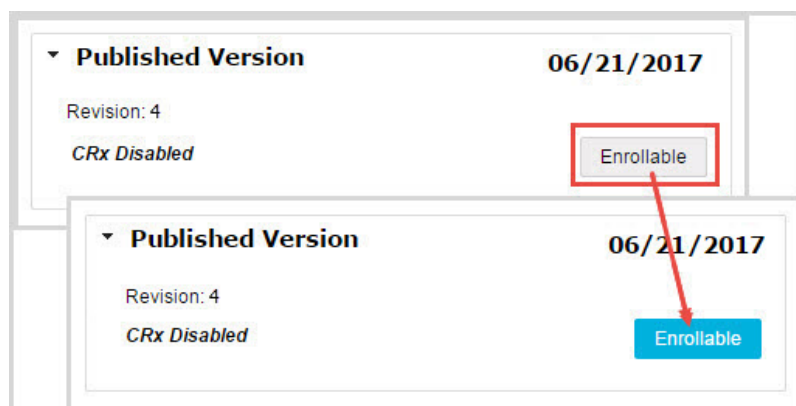 Published Version 06/21/2017
Revision: 4
CRx Disabled Enrollable
Published Version 06/21/2017
Revision: 4
CRx Disabled Enrollable